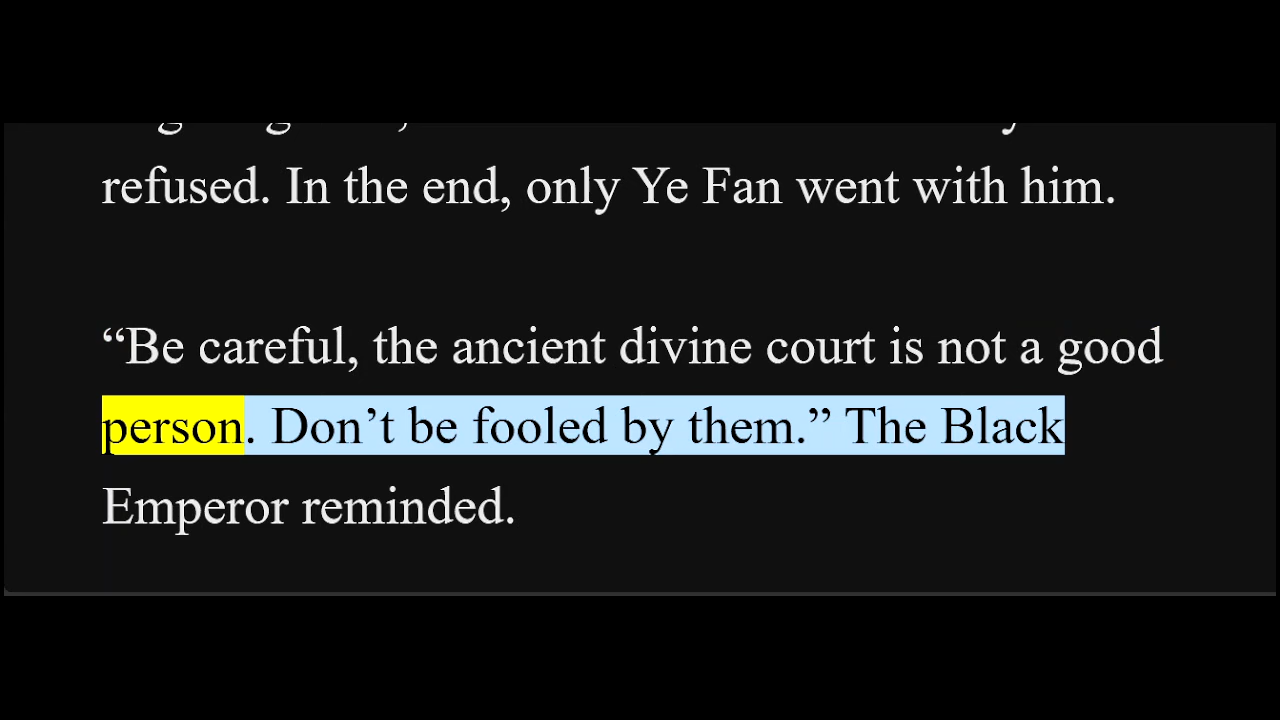 refused. In the end, only Ye Fan went with him.
“Be careful, the ancient divine court is not a good
person. Don’t be fooled by them.” The Black
Emperor reminded.